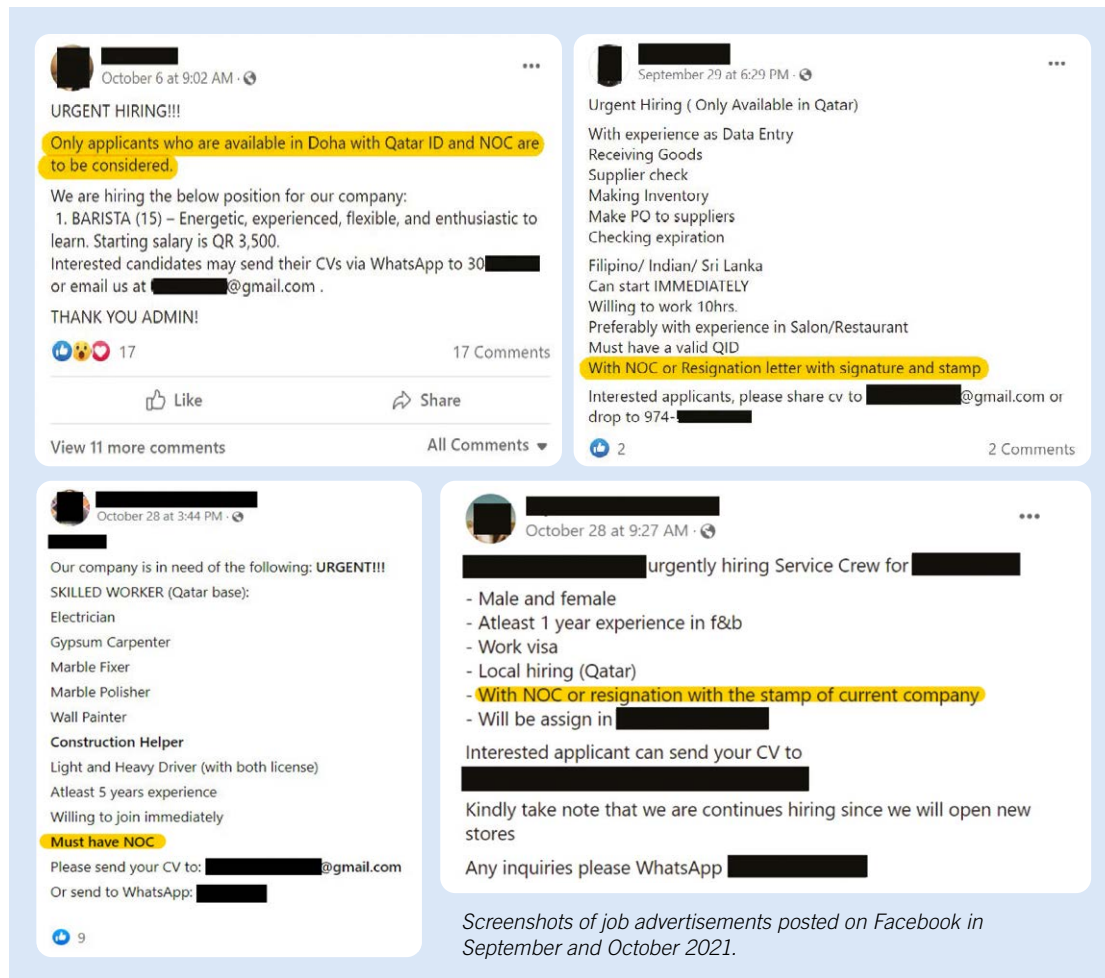 October 6 at 9:02 AM ·
URGENT HIRING!!!
Only applicants who are available in Doha with Qatar ID and NOC are
to be considered.
We are hiring the below position for our company:
1. BARISTA (15) – Energetic, experienced, flexible, and enthusiastic to
learn. Starting salary is QR 3,500.
Interested candidates may send their CVs via WhatsApp to 30
or email us at @gmail.com .
THANK YOU ADMIN!
17
17 Comments
Like
Share
View 11 more comments
All Comments
September 29 at 6:29 PM ·
Urgent Hiring ( Only Available in Qatar)
With experience as Data Entry
Receiving Goods
Supplier check
Making Inventory
Make PO to suppliers
Checking expiration
Filipino/ Indian/ Sri Lanka
Can start IMMEDIATELY
Willing to work 10hrs.
Preferably with experience in Salon/Restaurant
Must have a valid QID
With NOC or Resignation letter with signature and stamp
Interested applicants, please share cv to @gmail.com or
drop to 974-
2
2 Comments
October 28 at 3:44 PM ·
Our company is in need of the following: URGENT!!!
SKILLED WORKER (Qatar base):
Electrician
Gypsum Carpenter
Marble Fixer
Marble Polisher
Wall Painter
Construction Helper
Light and Heavy Driver (with both license)
Atleast 5 years experience
Willing to join immediately
Must have NOC
Please send your CV to: @gmail.com
Or send to WhatsApp:
9
October 28 at 9:27 AM ·
urgently hiring Service Crew for
- Male and female
- Atleast 1 year experience in f&b
- Work visa
- Local hiring (Qatar)
- With NOC or resignation with the stamp of current company
- Will be assign in
Interested applicant can send your CV to
Kindly take note that we are continues hiring since we will open new
stores
Any inquiries please WhatsApp
Screenshots of job advertisements posted on Facebook in
September and October 2021.